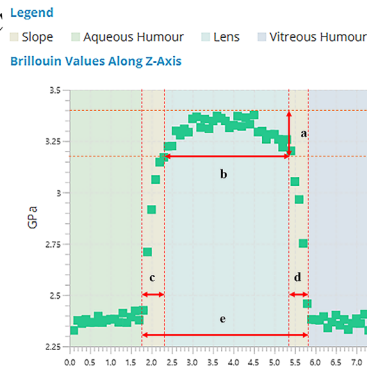 Legend
Slope Aqueous Humour Lens Vitreous Humour
Brillouin Values Along Z-Axis
3.5
a
3.25
b
3
GPa
2.75
c d
2.5
e
2.25
0.0 0.5 1.0 1.5 2.0 2.5 3.0 3.5 4.0 4.5 5.0 5.5 6.0 6.5 7.0